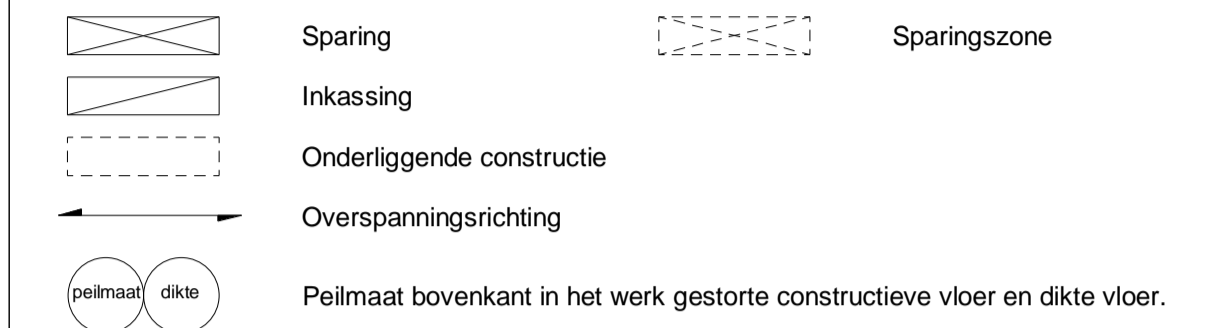 Sparing
Sparingszone
Inkassing
Onderliggende constructie
Overspanningsrichting
peilmaat dikte
Peilmaat bovenkant in het werk gestorte constructieve vloer en dikte vloer.